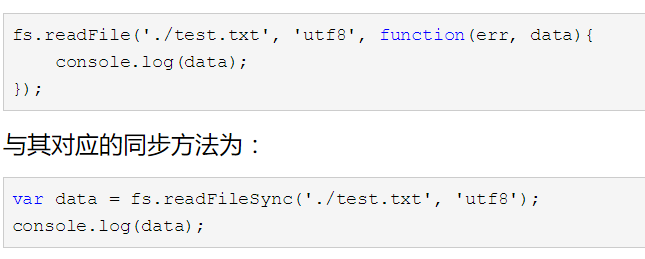 fs.readFile('./test.txt', 'utf8', function(err, data){
    console.log(data);
});
与其对应的同步方法为：
var data = fs.readFileSync('./test.txt', 'utf8');
console.log(data);